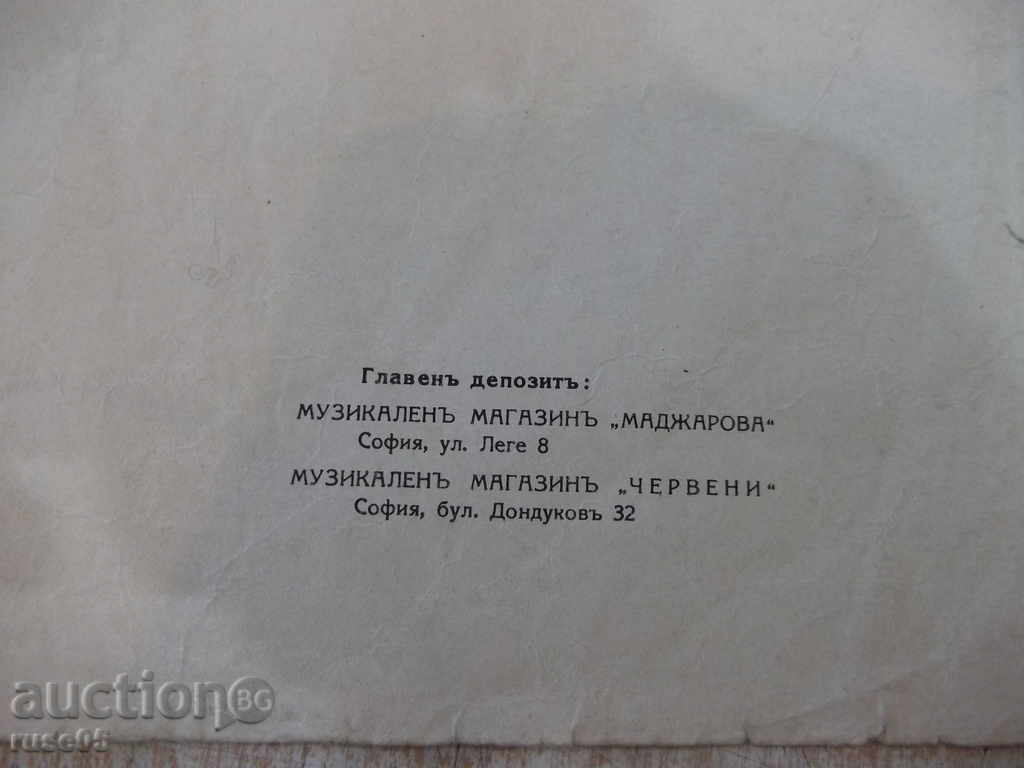 Главенъ депозитъ:
МУЗИКАЛЕНЪ МАГАЗИНЪ „МАДЖАРОВА“
София, ул. Леге 8
МУЗИКАЛЕНЪ МАГАЗИНЪ „ЧЕРВЕНИ“
София, бул. Дондуковъ 32
auction BG
ruse05